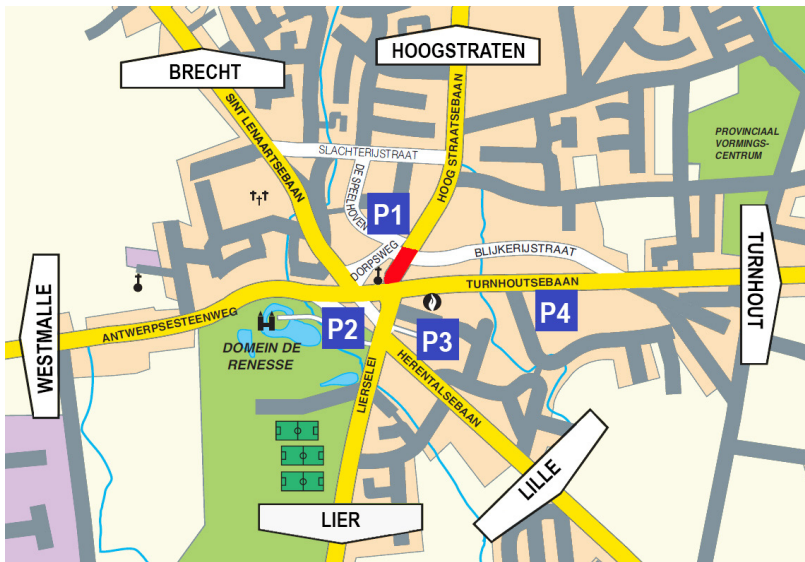 HOOGSTRATEN
BRECHT
SINT LENAARTSEBAAN
HOOG STRAATSEBAAN
SLACHTERIJSTRAAT
PROVINCIAAL
VORMINGS-
CENTRUM
DE SPEELHOVEN
P1
DORPSWEG
BLIJKERIJSTRAAT
TURNHOUT
TURNHOUTSEBAAN
WESTMALLE
ANTWERPSESTEENWEG
P2
P3
P4
DOMEIN DE
RENESSE
LIERSELEI
HERENTALSEBAAN
LILLE
LIER